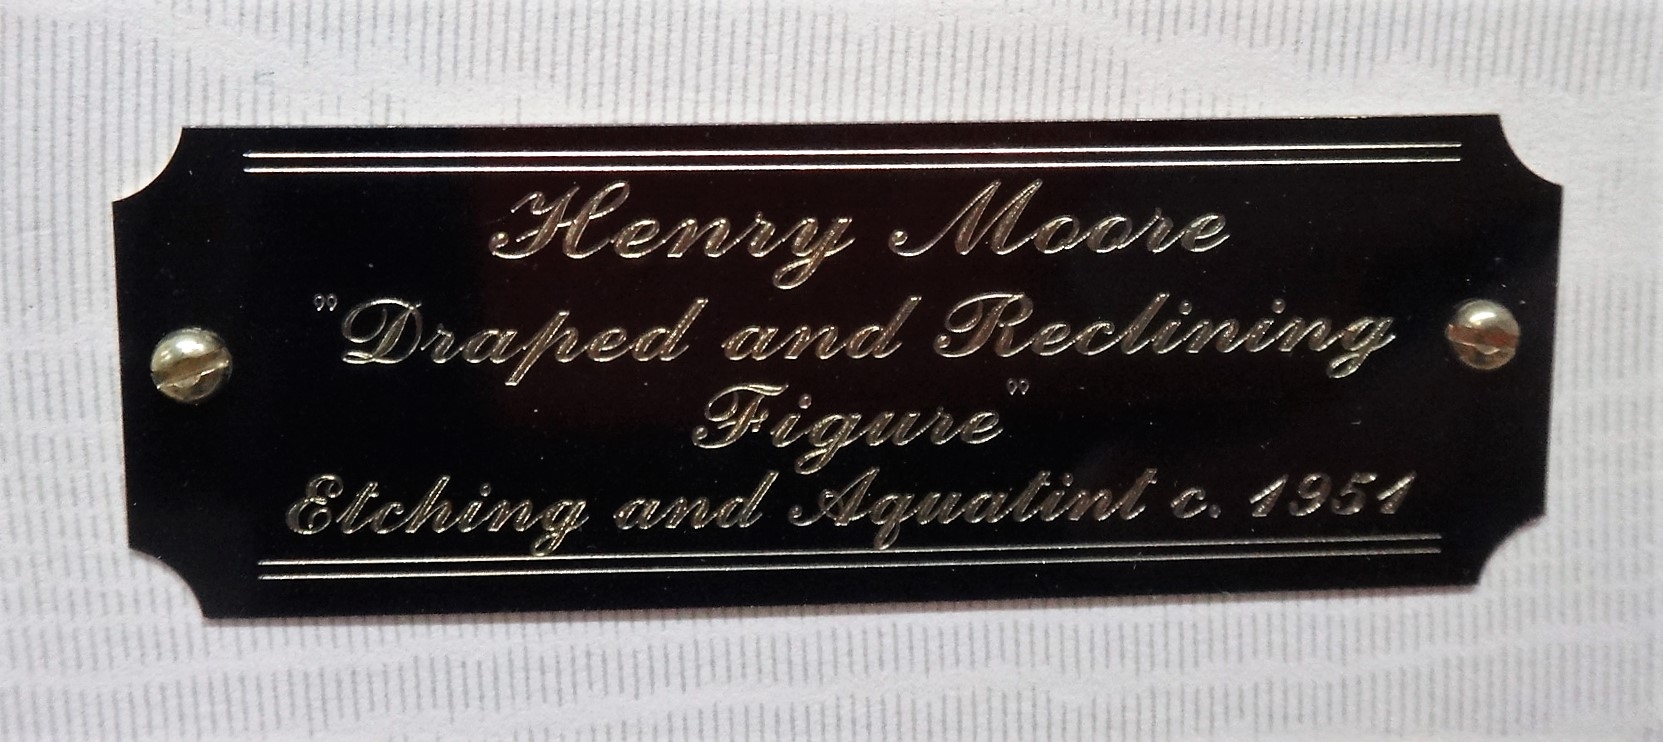 Henry Moore
"Draped and Reclining
Figure"
Etching and Aquatint c. 1951